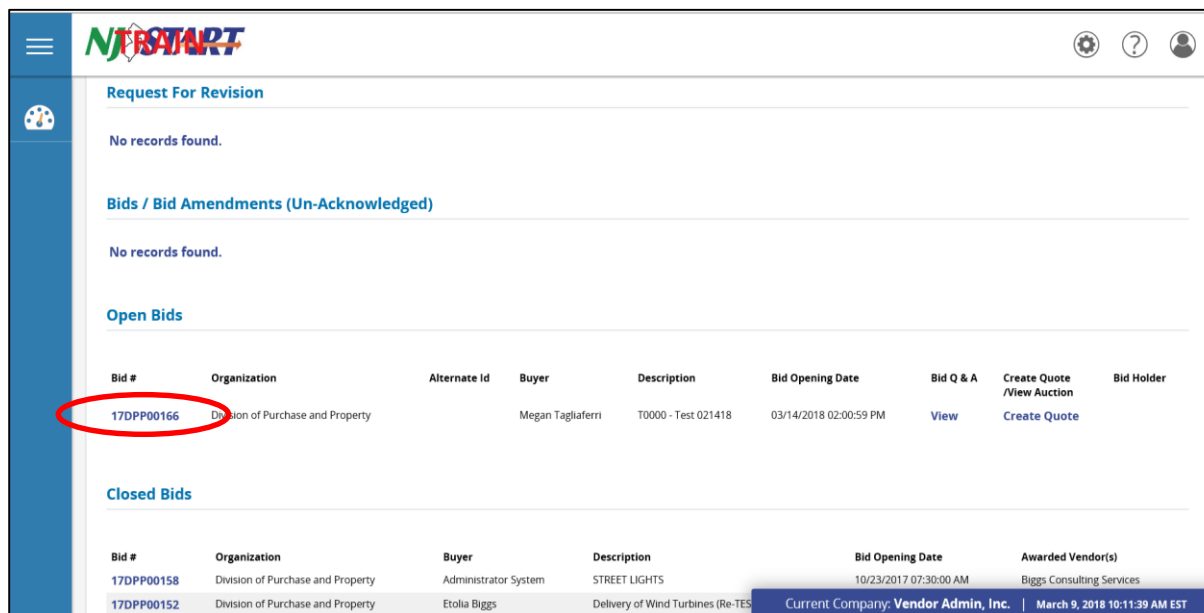 NJSTART TRAIN
Request For Revision
No records found.
Bids / Bid Amendments (Un-Acknowledged)
No records found.
Open Bids
Bid # Organization Alternate Id Buyer Description Bid Opening Date Bid Q & A Create Quote /View Auction Bid Holder
17DPP00166 Division of Purchase and Property Megan Tagliaferri T0000 - Test 021418 03/14/2018 02:00:59 PM View Create Quote
Closed Bids
Bid # Organization Buyer Description Bid Opening Date Awarded Vendor(s)
17DPP00158 Division of Purchase and Property Administrator System STREET LIGHTS 10/23/2017 07:30:00 AM Biggs Consulting Services
17DPP00152 Division of Purchase and Property Etolia Biggs Delivery of Wind Turbines (Re-TES
Current Company: Vendor Admin, Inc. | March 9, 2018 10:11:39 AM EST